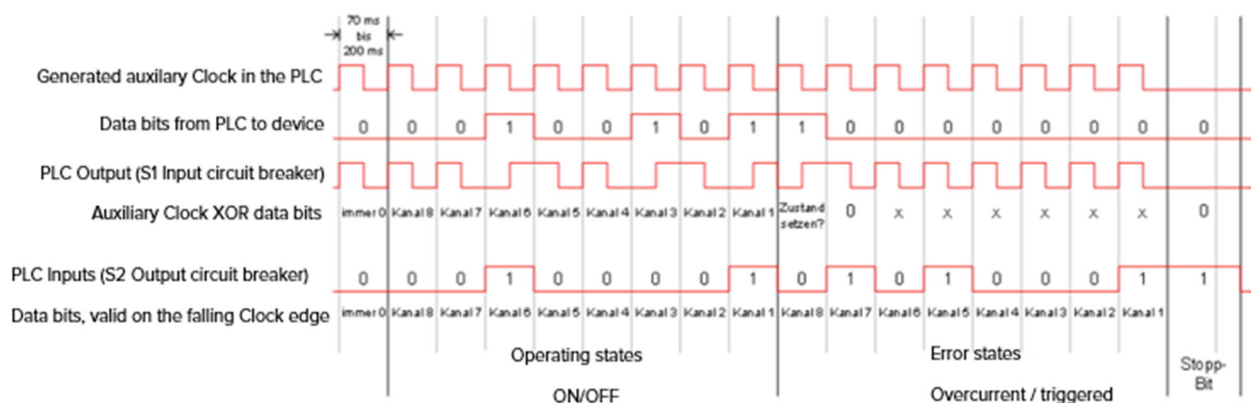 70 ms
bis
200 ms
Generated auxilary Clock in the PLC
Data bits from PLC to device
0 0 0 1 0 0 1 0 1 1 0 0 0 0 0 0 0 0
PLC Output (S1 Input circuit breaker)
Auxiliary Clock XOR data bits
immer 0 Kanal 8 Kanal 7 Kanal 6 Kanal 5 Kanal 4 Kanal 3 Kanal 2 Kanal 1 Zustand setzen? 0 x x x x x x 0
PLC Inputs (S2 Output circuit breaker)
0 0 0 1 0 0 0 0 1 0 1 0 1 0 0 0 1 1
Data bits, valid on the falling Clock edge
immer 0 Kanal 8 Kanal 7 Kanal 6 Kanal 5 Kanal 4 Kanal 3 Kanal 2 Kanal 1 Kanal 8 Kanal 7 Kanal 6 Kanal 5 Kanal 4 Kanal 3 Kanal 2 Kanal 1
Operating states
Error states
Stopp-
Bit
ON/OFF
Overcurrent / triggered